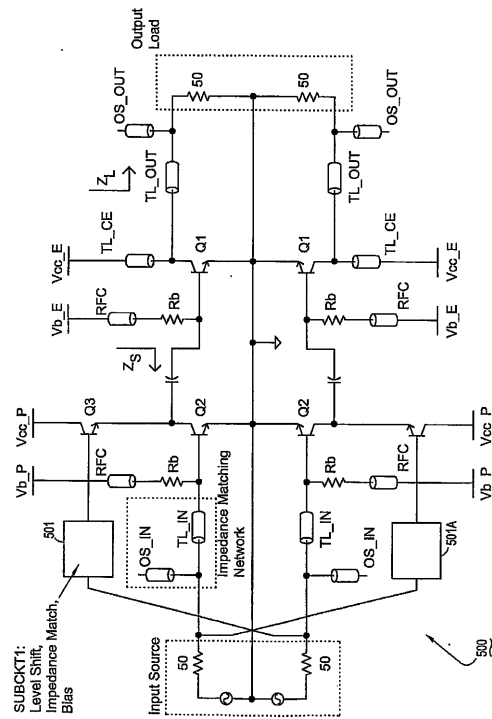 SUBCKT1:
Level Shift,
Impedance Match,
Bias
501
Vcc_P
Q3
Vb_P
RFC
Rb
Q2
OS_IN
TL_IN
Impedance Matching
Network
Input Source
50
50
TL_IN
OS_IN
Q2
Rb
RFC
Vb_P
Vcc_P
501A
500
ZS
Vb_E
RFC
Rb
Vcc_E
TL_CE
Q1
ZL
TL_OUT
OS_OUT
Output
Load
50
50
Q1
Rb
RFC
Vb_E
TL_CE
Vcc_E
TL_OUT
OS_OUT